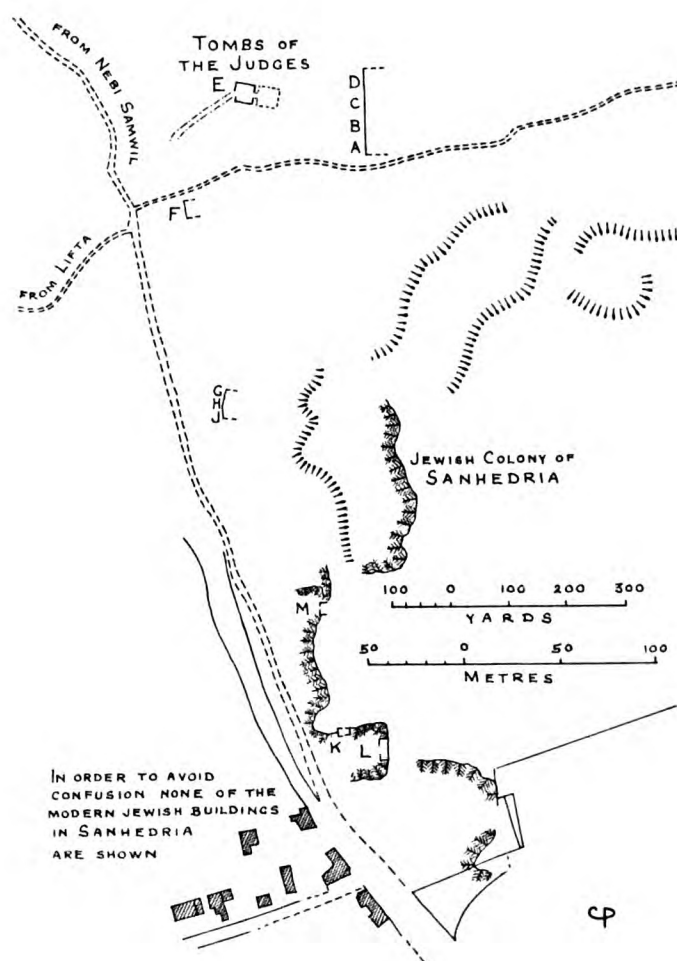 FROM NEBI SAMWIL
TOMBS OF
THE JUDGES
E
D
C
B
A
F
FROM LIFTA
G
H
J
JEWISH COLONY OF
SANHEDRIA
100 0 100 200 300
YARDS
M
50 0 50 100
METRES
K
L
IN ORDER TO AVOID
CONFUSION NONE OF THE
MODERN JEWISH BUILDINGS
IN SANHEDRIA
ARE SHOWN
CP